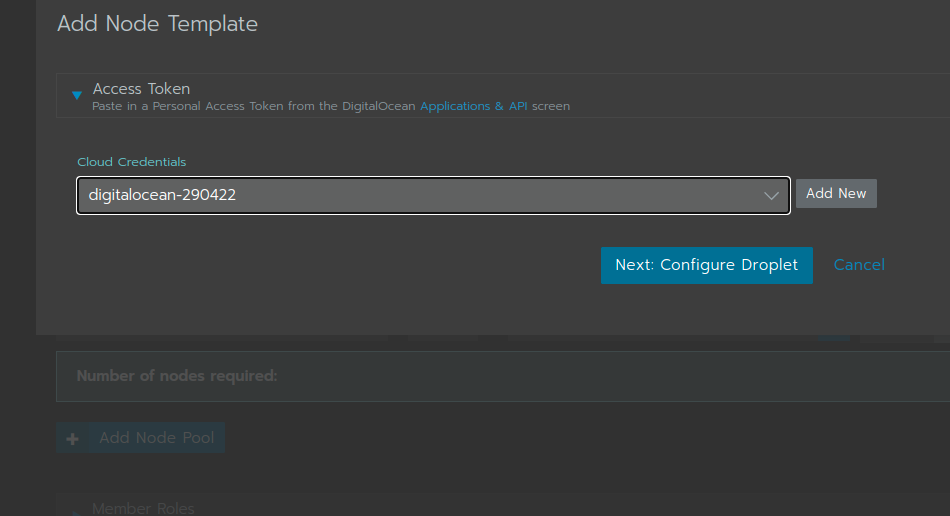 Add Node Template
Access Token
Paste in a Personal Access Token from the DigitalOcean Applications & API screen
Cloud Credentials
digitalocean-290422
Add New
Next: Configure Droplet
Cancel
Number of nodes required:
+ Add Node Pool
Member Roles